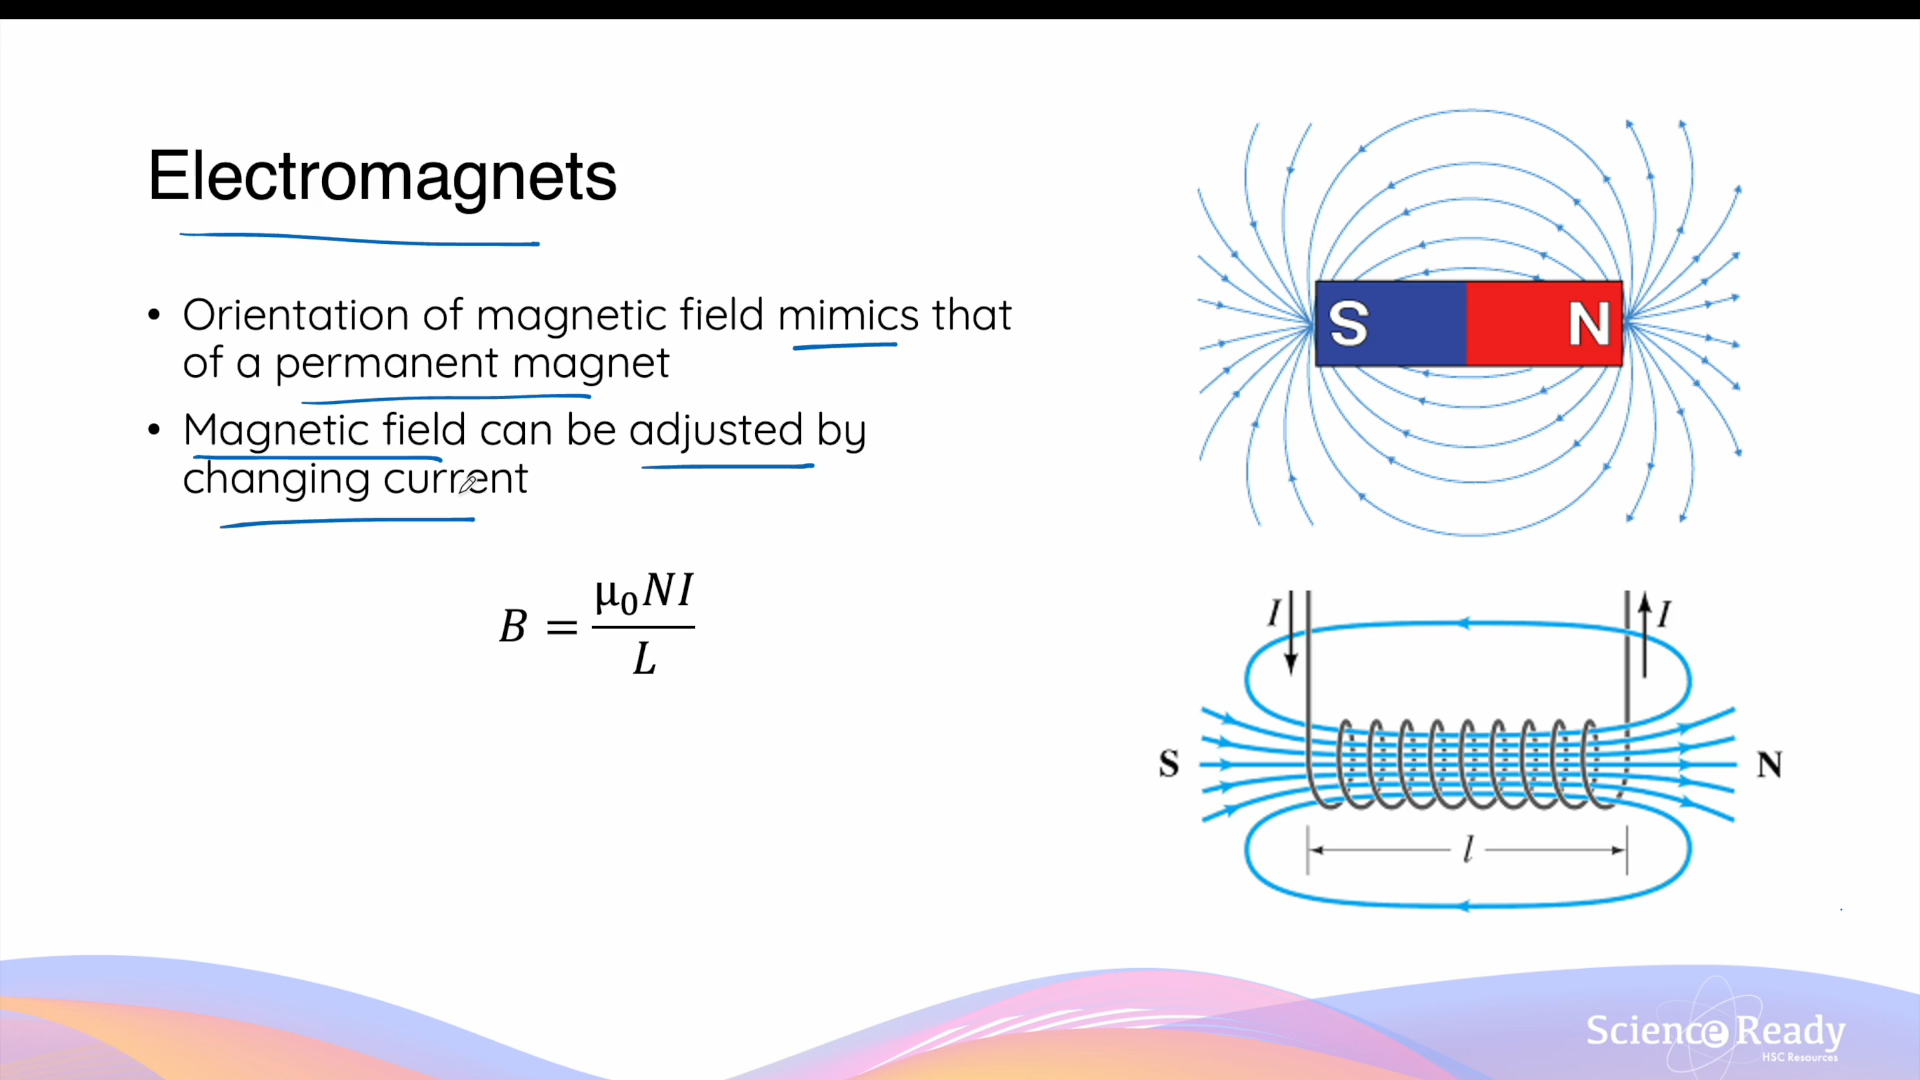 Electromagnets
• Orientation of magnetic field mimics that
of a permanent magnet
• Magnetic field can be adjusted by
changing current
B = μ₀NI / L
S N
I I
S N
l
Science Ready
HSC Resources